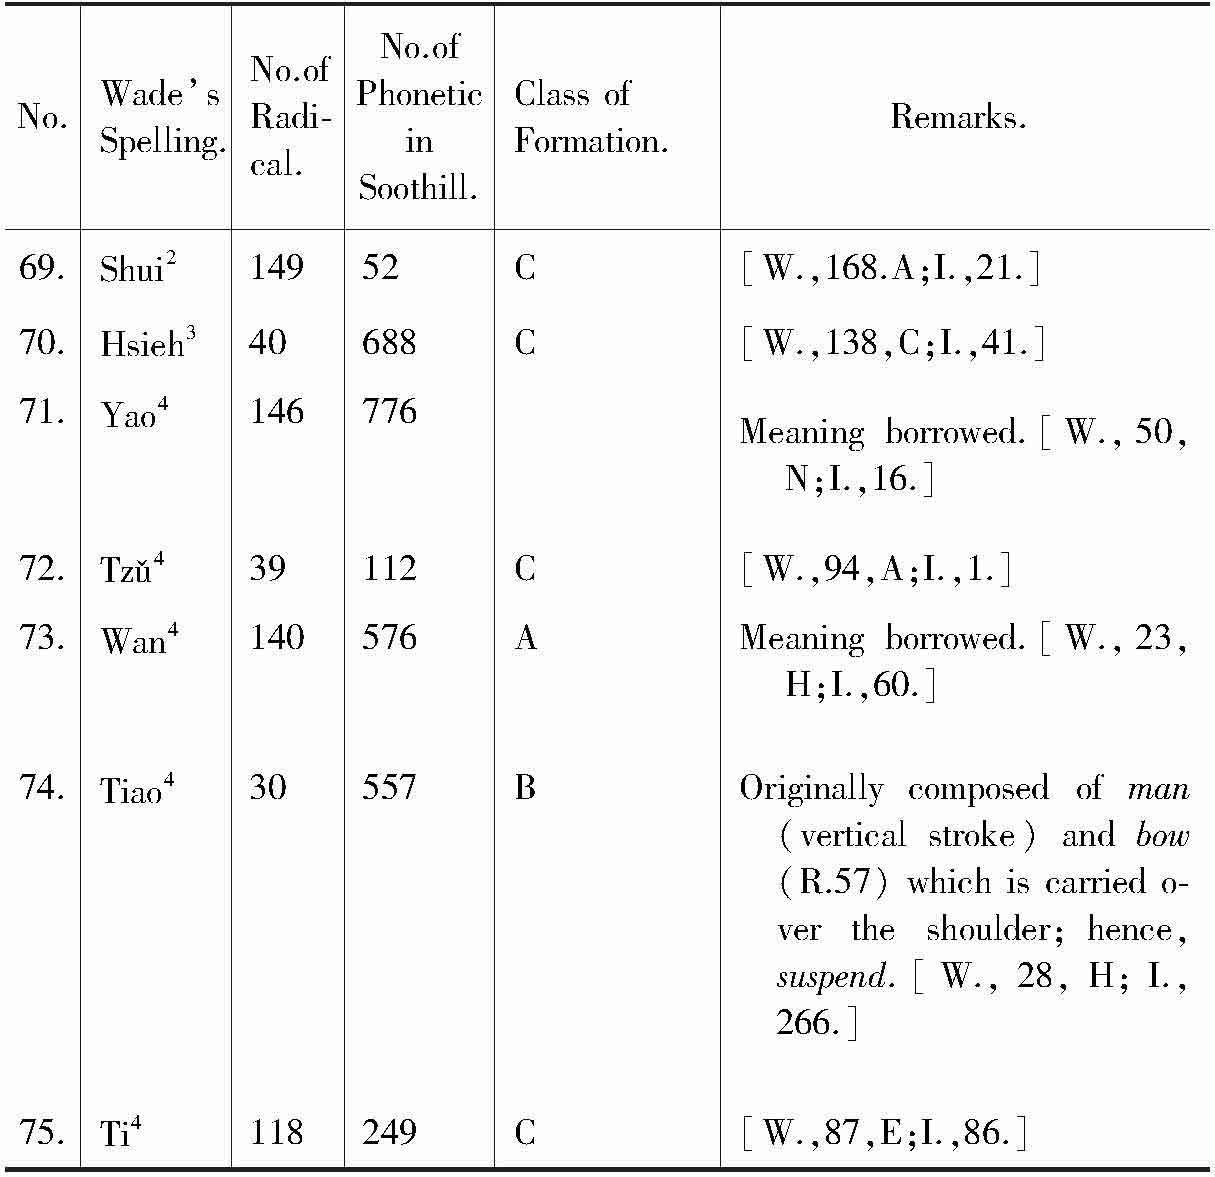 No. Wade's Spelling. No.of Radi-cal. No.of Phonetic in Soothill. Class of Formation. Remarks.
69. Shui2 149 52 C [W.,168.A;I.,21.]
70. Hsieh3 40 688 C [W.,138,C;I.,41.]
71. Yao4 146 776 Meaning borrowed. [W., 50,
N;I.,16.]
72. Tzŭ4 39 112 C [W.,94,A;I.,1.]
73. Wan4 140 576 A Meaning borrowed. [W., 23,
H;I.,60.]
74. Tiao4 30 557 B Originally composed of man
(vertical stroke) and bow
(R.57) which is carried o-
ver the shoulder; hence,
suspend. [W., 28, H; I.,
266.]
75. Ti4 118 249 C [W.,87,E;I.,86.]